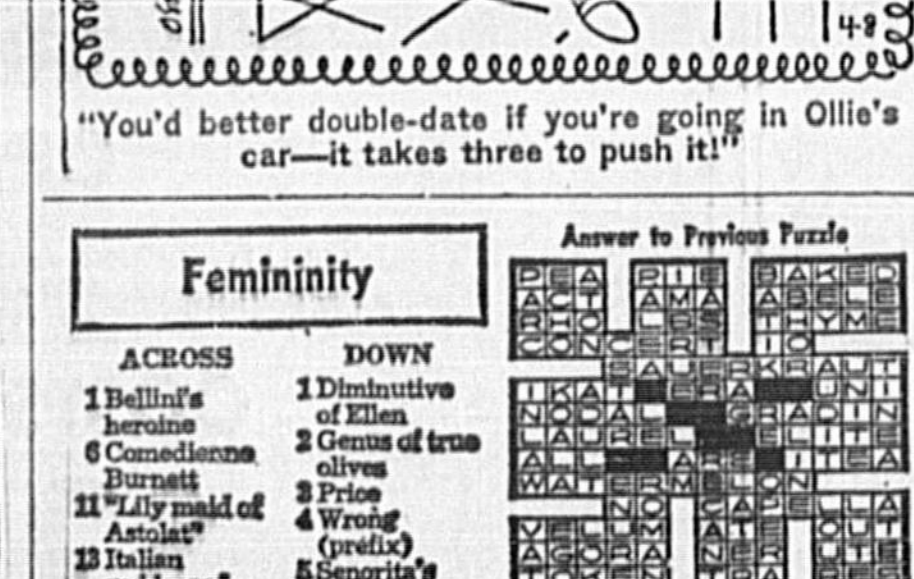 4-8
"You'd better double-date if you're going in Ollie's
car—it takes three to push it!"
Femininity
ACROSS
1 Bellini's
heroine
6 Comedienne
Burnett
11 "Lily maid of
Astolat"
13 Italian
DOWN
1 Diminutive
of Ellen
2 Genus of true
olives
3 Price
4 Wrong
(prefix)
5 Senorita's
Answer to Previous Puzzle
PEA PIE BAKED
ACT AMA ABELE
RHO LBS THYME
CONCERT IO
SAUERKRAUT
IKAT ERA UNI
NODAL GRADIN
LAUREL ELITE
ALL ARE ITEA
WATERMELON
NO CAPELLA
VELUM ATE OUT
AGORA NER UTE